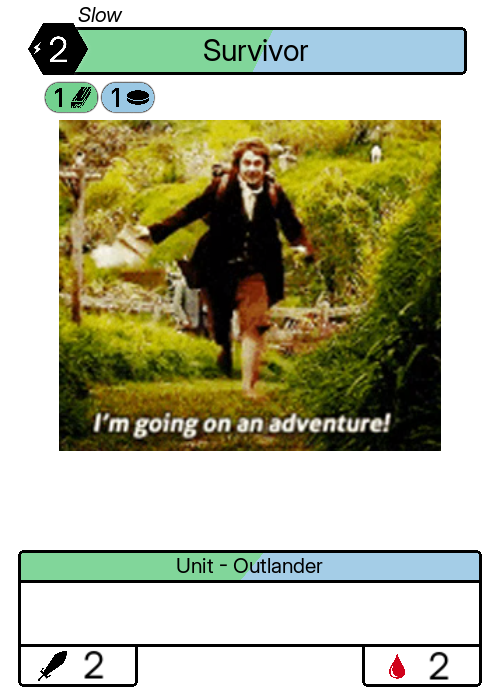 Slow
2
Survivor
1 1
I'm going on an adventure!
Unit - Outlander
2 2